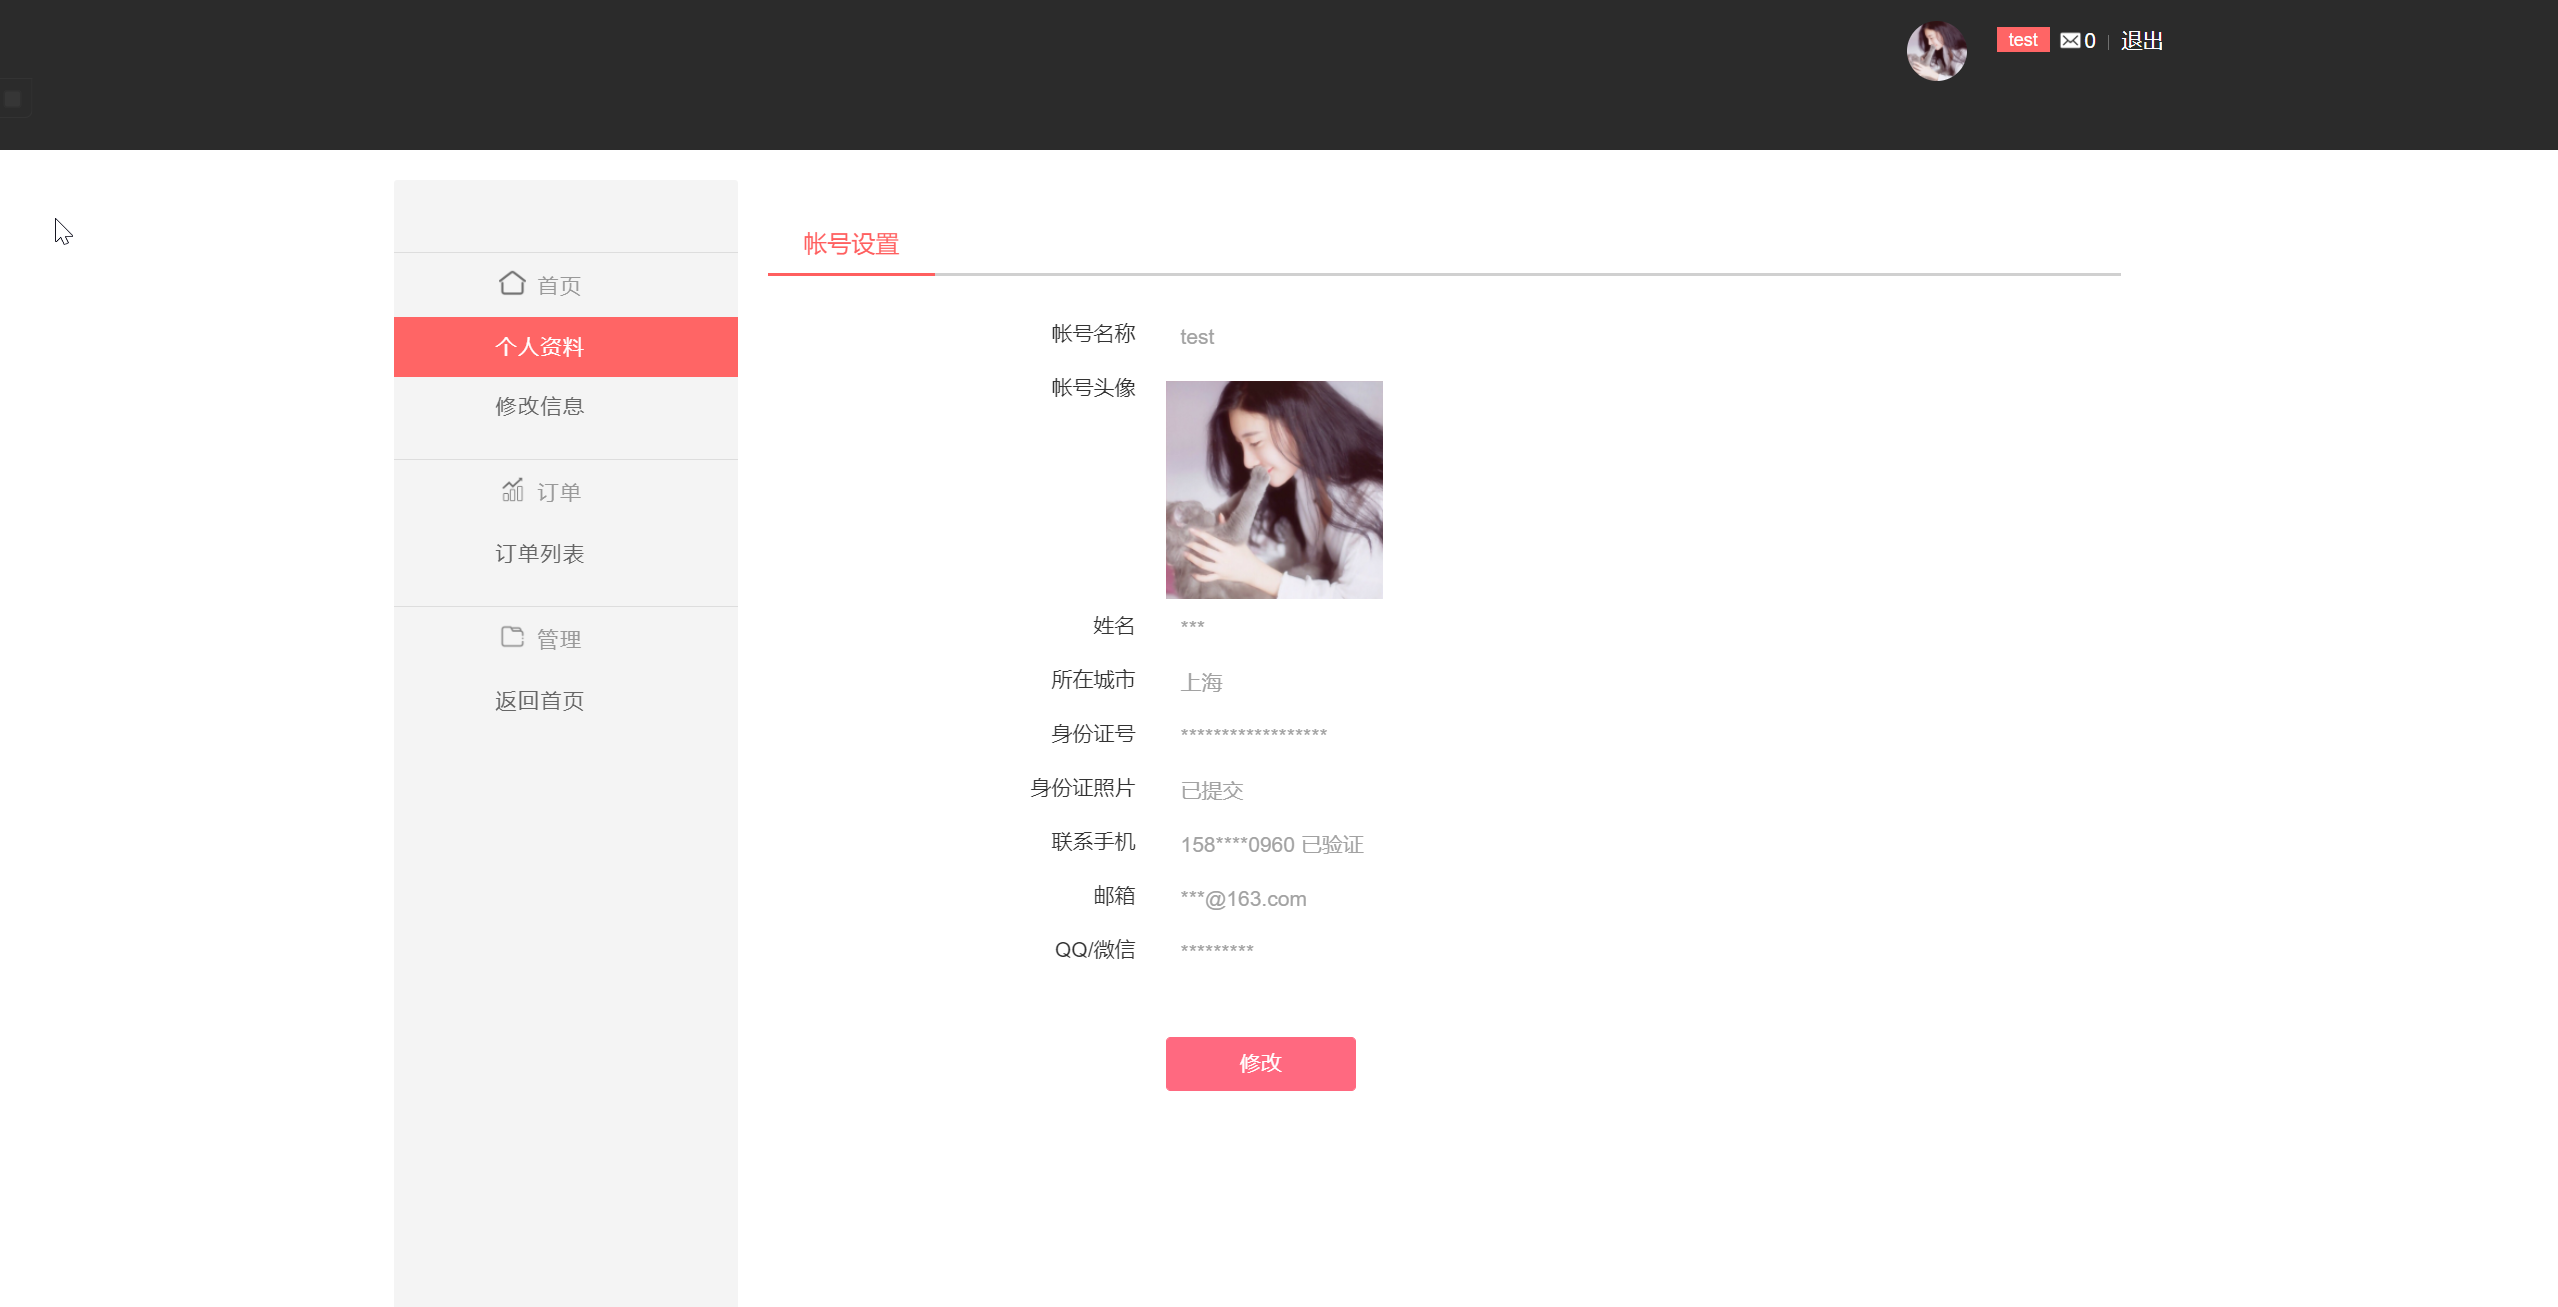 test 0 退出
帐号设置
首页
个人资料
修改信息
订单
订单列表
管理
返回首页
帐号名称 test
帐号头像
姓名 ***
所在城市 上海
身份证号 ******************
身份证照片 已提交
联系手机 158****0960 已验证
邮箱 ***@163.com
QQ/微信 *********
修改